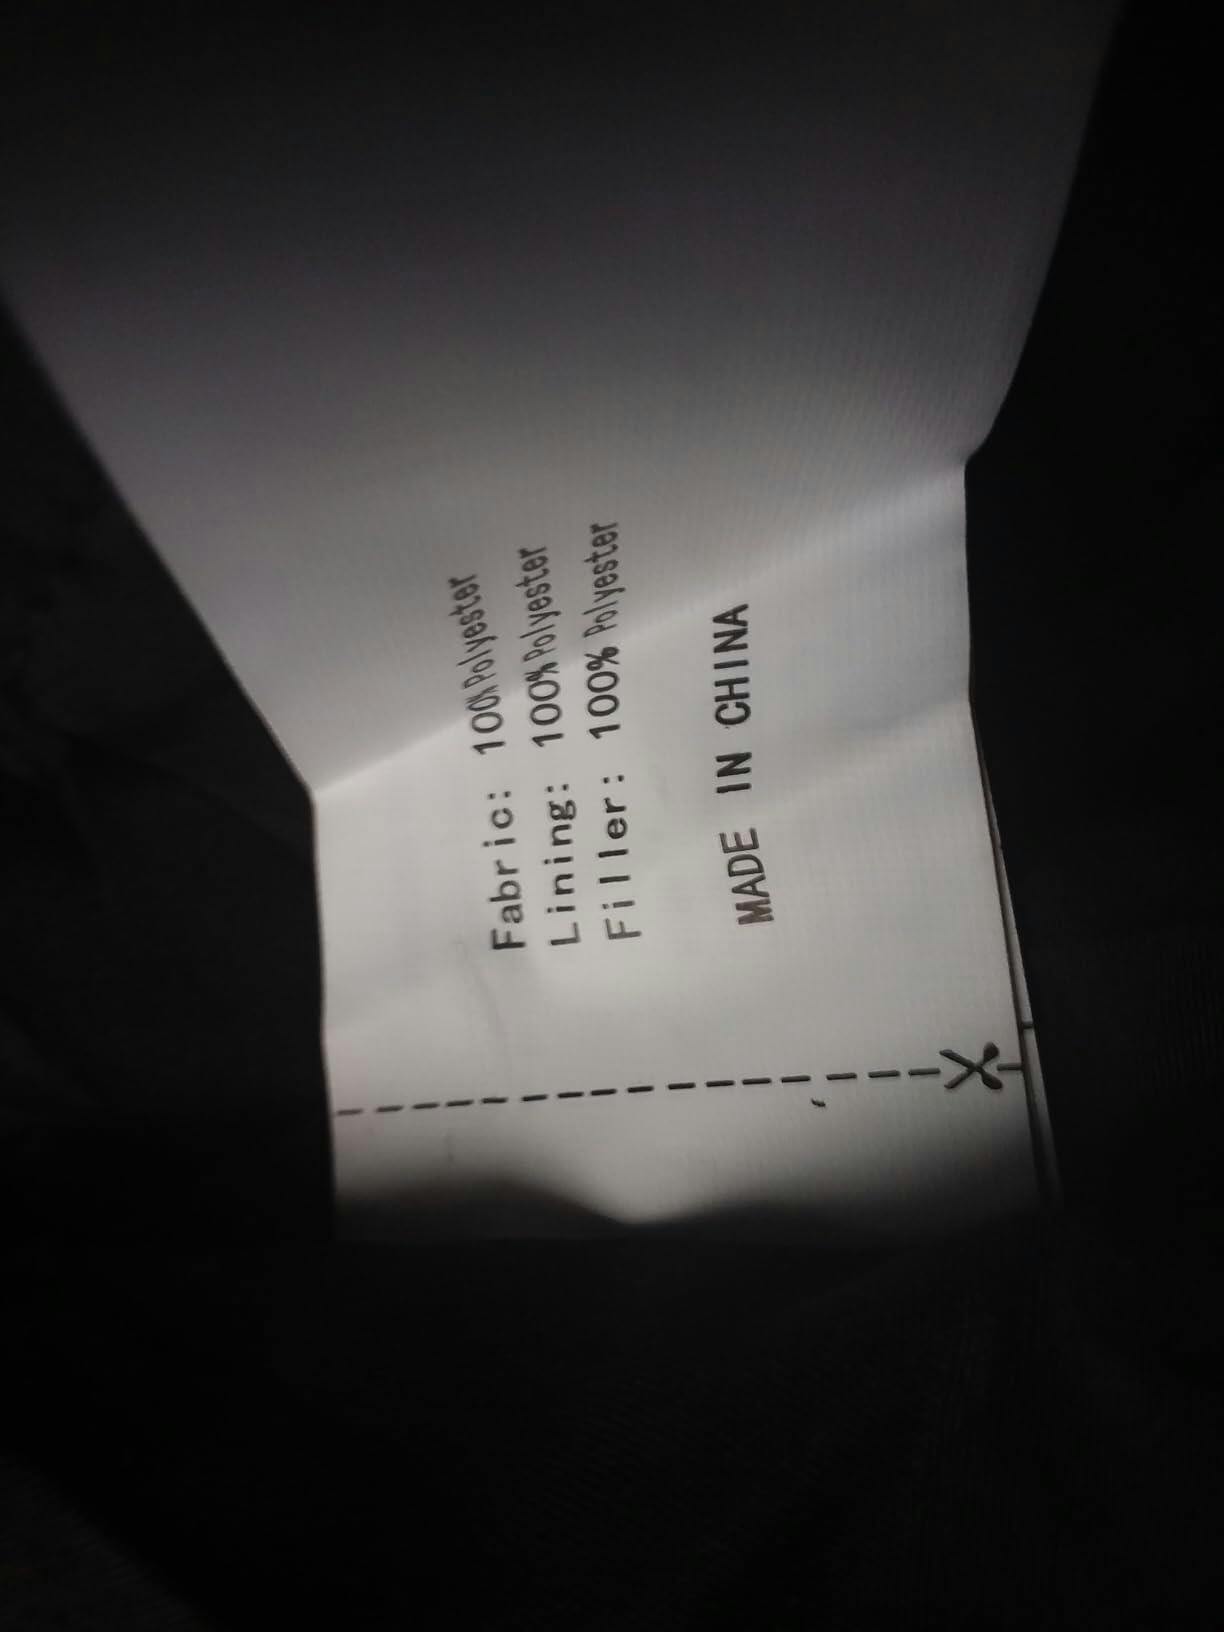 Fabric: 100%Polyester
Lining: 100%Polyester
Filler: 100% Polyester
MADE IN CHINA